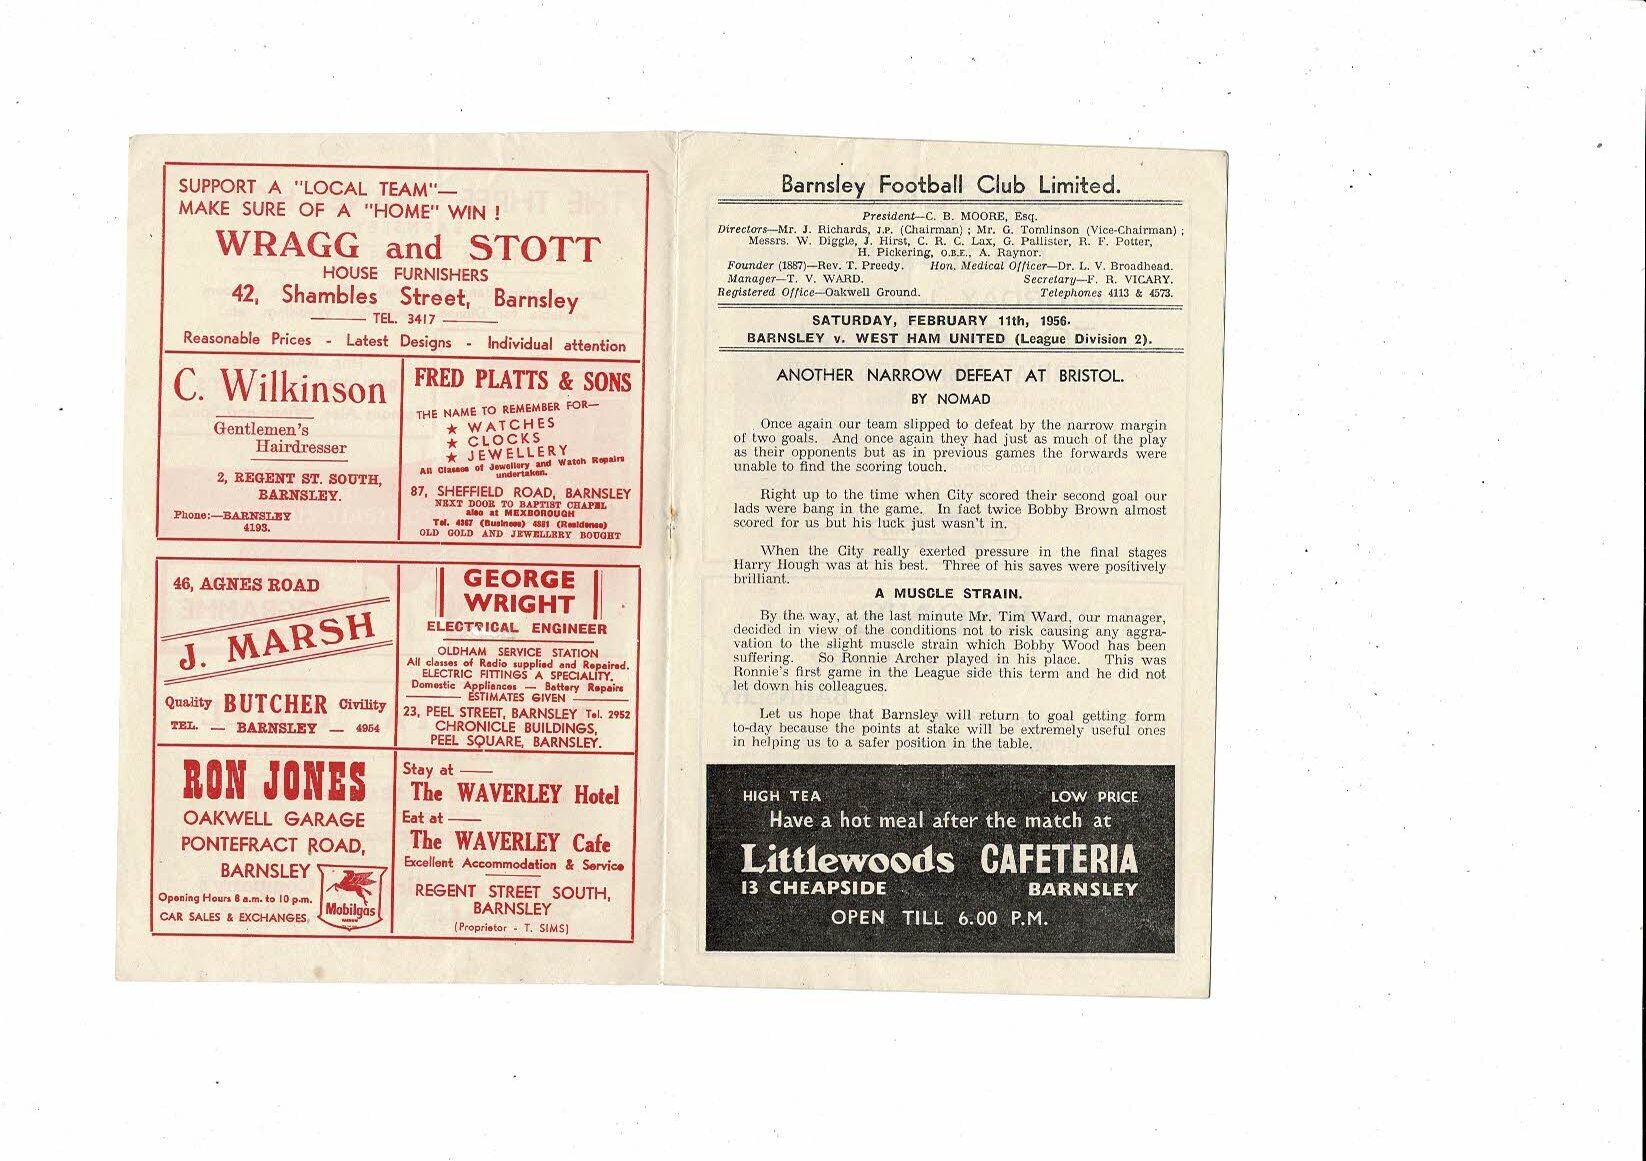 SUPPORT A "LOCAL TEAM"—
MAKE SURE OF A "HOME" WIN !
WRAGG and STOTT
HOUSE FURNISHERS
42, Shambles Street, Barnsley
TEL. 3417
Reasonable Prices - Latest Designs - Individual attention
C. Wilkinson
Gentlemen's
Hairdresser
2, REGENT ST. SOUTH,
BARNSLEY.
Phone:—BARNSLEY
4193.
FRED PLATTS & SONS
THE NAME TO REMEMBER FOR—
★ WATCHES
★ CLOCKS
★ JEWELLERY
All Classes of Jewellery and Watch Repairs
undertaken.
87, SHEFFIELD ROAD, BARNSLEY
NEXT DOOR TO BAPTIST CHAPEL
also at MEXBOROUGH
Tel. 4367 (Business) 4881 (Residence)
OLD GOLD AND JEWELLERY BOUGHT
46, AGNES ROAD
J. MARSH
Quality BUTCHER Civility
TEL. — BARNSLEY — 4954
GEORGE
WRIGHT
ELECTRICAL ENGINEER
OLDHAM SERVICE STATION
All classes of Radio supplied and Repaired.
ELECTRIC FITTINGS A SPECIALITY.
Domestic Appliances — Battery Repairs
ESTIMATES GIVEN
23, PEEL STREET, BARNSLEY Tel. 2952
CHRONICLE BUILDINGS,
PEEL SQUARE, BARNSLEY.
RON JONES
OAKWELL GARAGE
PONTEFRACT ROAD,
BARNSLEY
Opening Hours 8 a.m. to 10 p.m.
CAR SALES & EXCHANGES,
Mobilgas
Stay at —
The WAVERLEY Hotel
Eat at —
The WAVERLEY Cafe
Excellent Accommodation & Service
REGENT STREET SOUTH,
BARNSLEY
(Proprietor - T. SIMS)
Barnsley Football Club Limited.
President—C. B. MOORE, Esq.
Directors—Mr. J. Richards, J.P. (Chairman) ; Mr. G. Tomlinson (Vice-Chairman) ;
Messrs. W. Diggle, J. Hirst, C. R. C. Lax, G. Pallister, R. F. Potter,
H. Pickering, O.B.E., A. Raynor.
Founder (1887)—Rev. T. Preedy. Hon. Medical Officer—Dr. L. V. Broadhead.
Manager—T. V. WARD. Secretary—F. R. VICARY.
Registered Office—Oakwell Ground. Telephones 4113 & 4573.
SATURDAY, FEBRUARY 11th, 1956.
BARNSLEY v. WEST HAM UNITED (League Division 2).
ANOTHER NARROW DEFEAT AT BRISTOL.
BY NOMAD
Once again our team slipped to defeat by the narrow margin
of two goals. And once again they had just as much of the play
as their opponents but as in previous games the forwards were
unable to find the scoring touch.
Right up to the time when City scored their second goal our
lads were bang in the game. In fact twice Bobby Brown almost
scored for us but his luck just wasn't in.
When the City really exerted pressure in the final stages
Harry Hough was at his best. Three of his saves were positively
brilliant.
A MUSCLE STRAIN.
By the way, at the last minute Mr. Tim Ward, our manager,
decided in view of the conditions not to risk causing any aggra-
vation to the slight muscle strain which Bobby Wood has been
suffering. So Ronnie Archer played in his place. This was
Ronnie's first game in the League side this term and he did not
let down his colleagues.
Let us hope that Barnsley will return to goal getting form
to-day because the points at stake will be extremely useful ones
in helping us to a safer position in the table.
HIGH TEA LOW PRICE
Have a hot meal after the match at
Littlewoods CAFETERIA
13 CHEAPSIDE BARNSLEY
OPEN TILL 6.00 P.M.